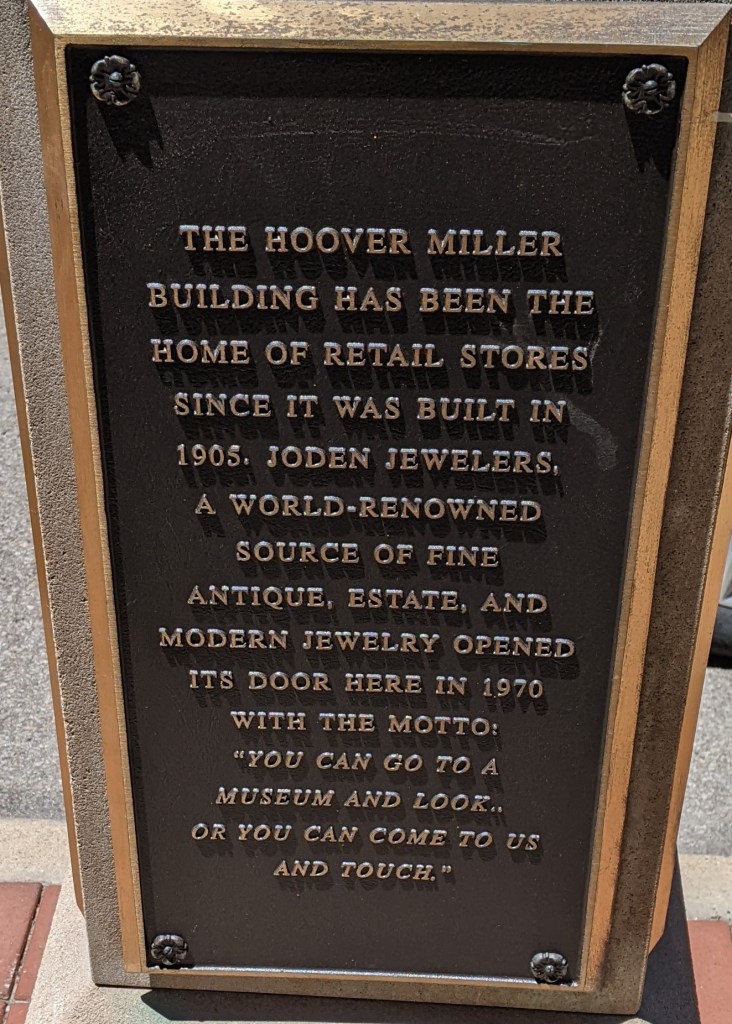 THE HOOVER MILLER
BUILDING HAS BEEN THE
HOME OF RETAIL STORES
SINCE IT WAS BUILT IN
1905. JODEN JEWELERS,
A WORLD-RENOWNED
SOURCE OF FINE
ANTIQUE, ESTATE, AND
MODERN JEWELRY OPENED
ITS DOOR HERE IN 1970
WITH THE MOTTO:
"YOU CAN GO TO A
MUSEUM AND LOOK..
OR YOU CAN COME TO US
AND TOUCH."